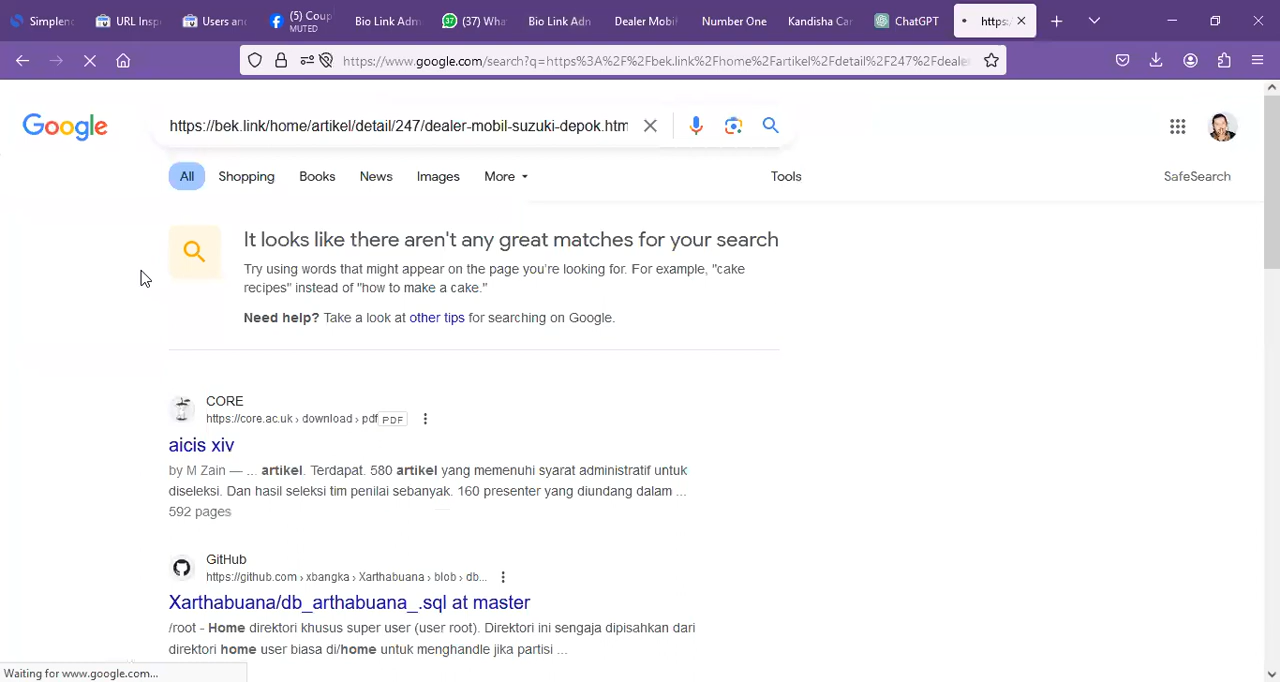 Simplenc
URL Insp
Users and
(5) Coup
MUTED
Bio Link Adm
(37) Wha
Bio Link Adn
Dealer Mobil
Number One
Kandisha Car
ChatGPT
https:/
https://www.google.com/search?q=https%3A%2F%2Fbek.link%2Fhome%2Fartikel%2Fdetail%2F247%2Fdeale
Google
https://bek.link/home/artikel/detail/247/dealer-mobil-suzuki-depok.htm
All
Shopping
Books
News
Images
More
Tools
SafeSearch
It looks like there aren't any great matches for your search
Try using words that might appear on the page you're looking for. For example, "cake
recipes" instead of "how to make a cake."
Need help? Take a look at other tips for searching on Google.
CORE
https://core.ac.uk › download › pdf PDF
aicis xiv
by M Zain — ... artikel. Terdapat. 580 artikel yang memenuhi syarat administratif untuk
diseleksi. Dan hasil seleksi tim penilai sebanyak. 160 presenter yang diundang dalam ...
592 pages
GitHub
https://github.com › xbangka › Xarthabuana › blob › db...
Xarthabuana/db_arthabuana_.sql at master
/root - Home direktori khusus super user (user root). Direktori ini sengaja dipisahkan dari
direktori home user biasa di/home untuk menghandle jika partisi ...
Waiting for www.google.com...